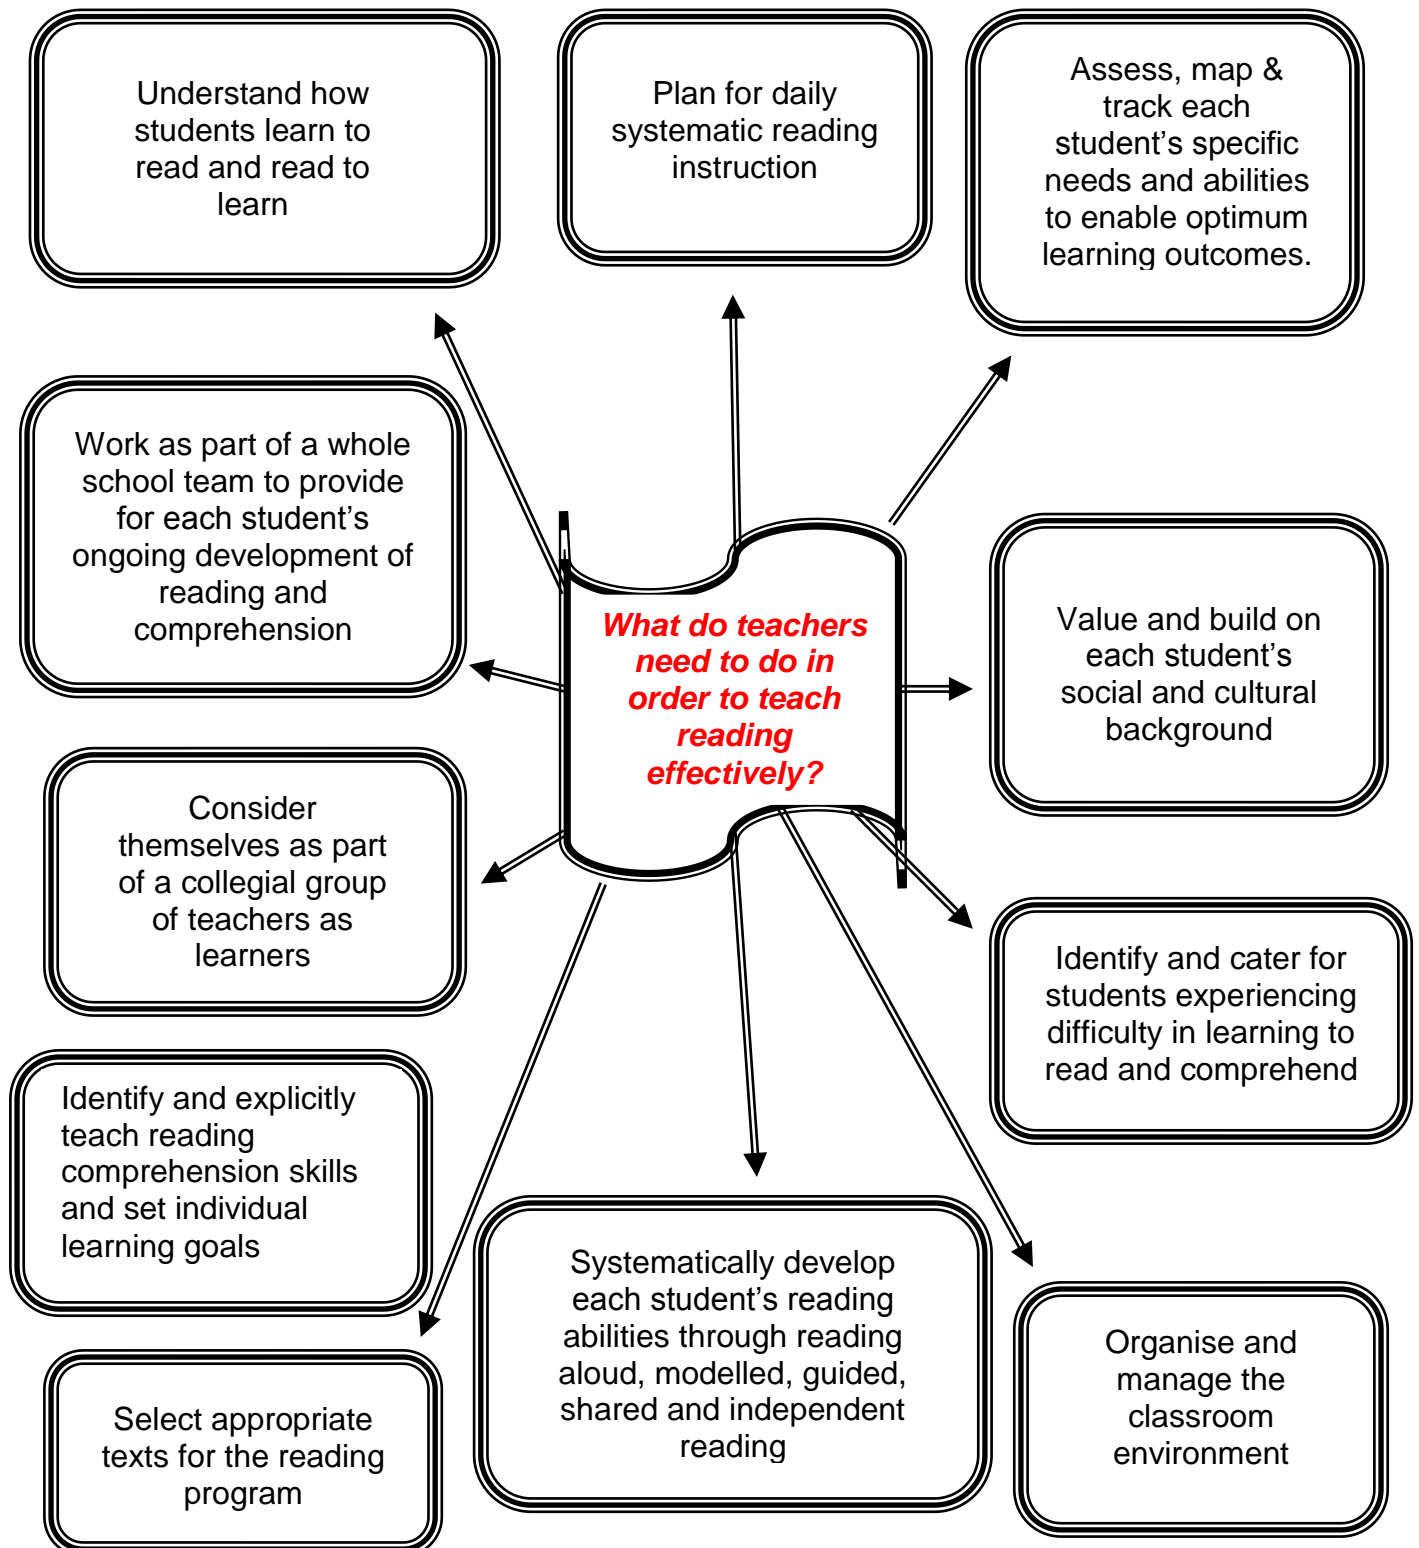 Understand how
students learn to
read and read to
learn
Plan for daily
systematic reading
instruction
Assess, map &
track each
student’s specific
needs and abilities
to enable optimum
learning outcomes.
Work as part of a whole
school team to provide
for each student’s
ongoing development of
reading and
comprehension
What do teachers
need to do in
order to teach
reading
effectively?
Value and build on
each student’s
social and cultural
background
Consider
themselves as part
of a collegial group
of teachers as
learners
Identify and cater for
students experiencing
difficulty in learning to
read and comprehend
Identify and explicitly
teach reading
comprehension skills
and set individual
learning goals
Systematically develop
each student’s reading
abilities through reading
aloud, modelled, guided,
shared and independent
reading
Organise and
manage the
classroom
environment
Select appropriate
texts for the reading
program